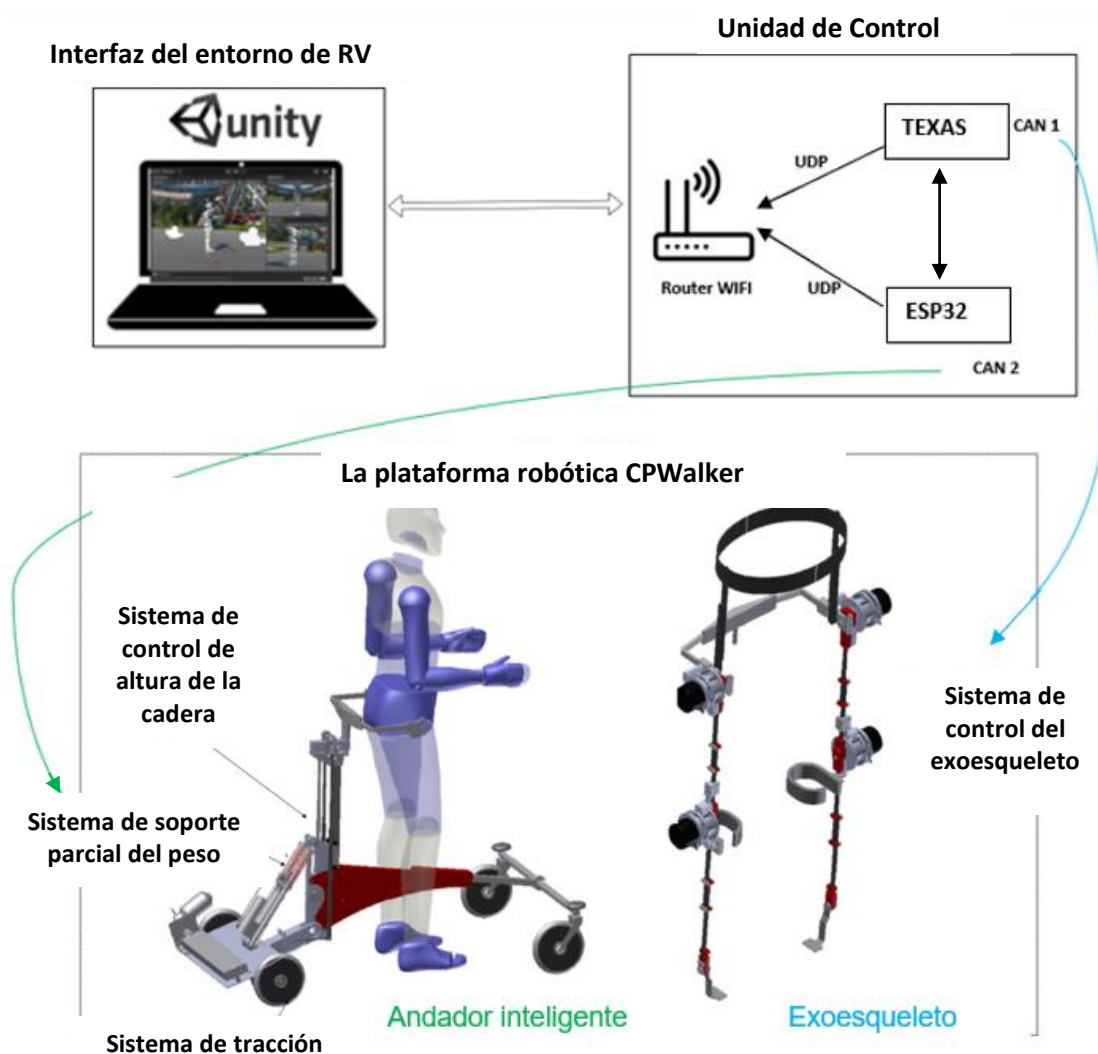 Unidad de Control
Interfaz del entorno de RV
unity
TEXAS
CAN 1
UDP
Router WIFI
UDP
ESP32
CAN 2
La plataforma robótica CPWalker
Sistema de
control de
altura de la
cadera
Sistema de
control del
exoesqueleto
Sistema de soporte
parcial del peso
Andador inteligente
Exoesqueleto
Sistema de tracción